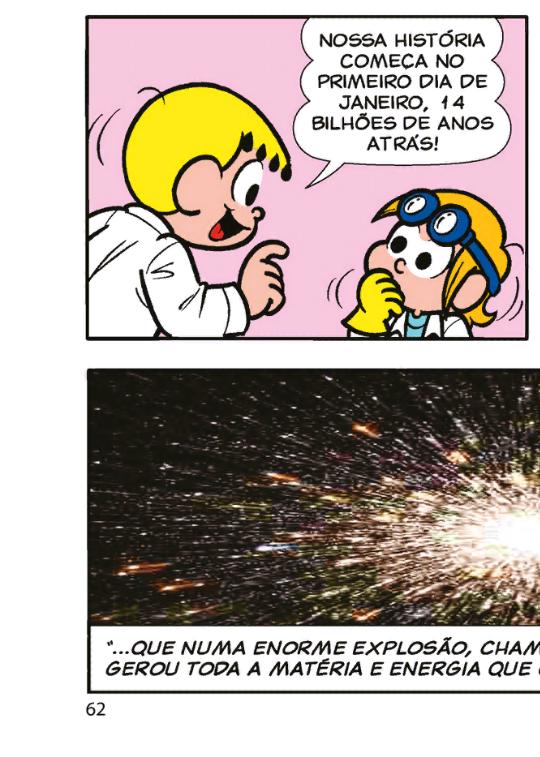 NOSSA HISTÓRIA
COMEÇA NO
PRIMEIRO DIA DE
JANEIRO, 14
BILHÕES DE ANOS
ATRÁS!
"...QUE NUMA ENORME EXPLOSÃO,
GEROU TODA A MATÉRIA E ENERGIA QUE
62